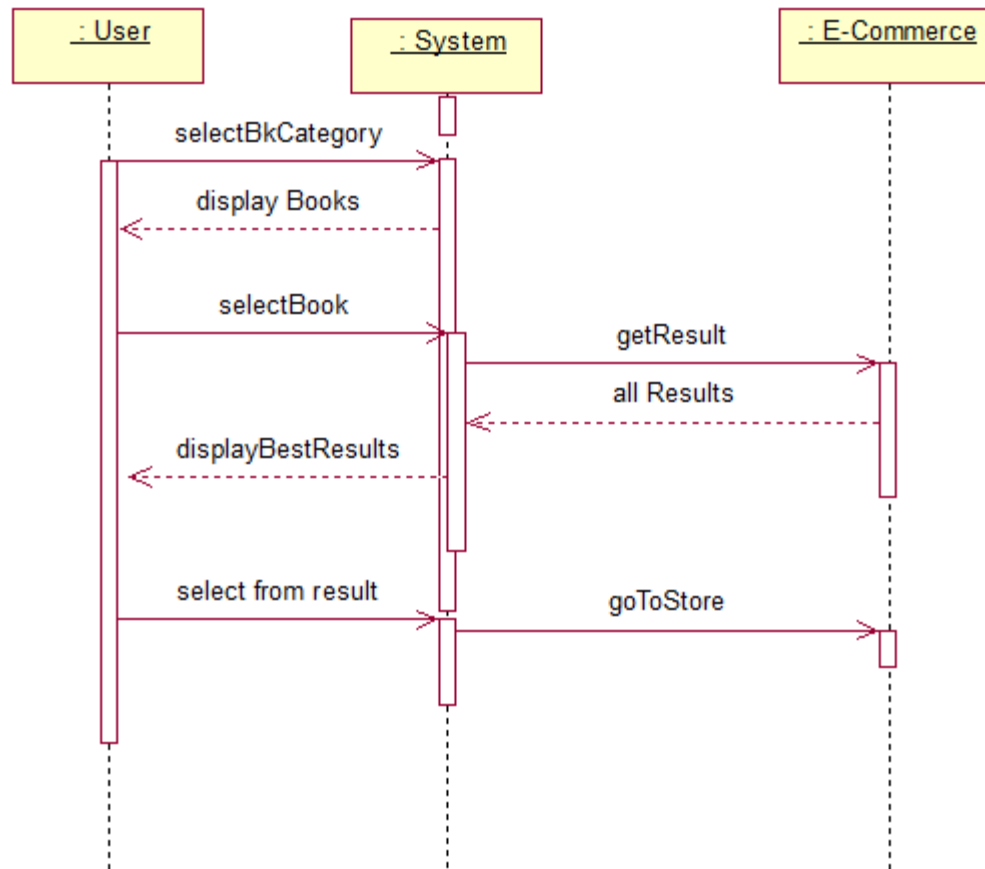 : User
: System
: E-Commerce
selectBkCategory
display Books
selectBook
getResult
all Results
displayBestResults
select from result
goToStore